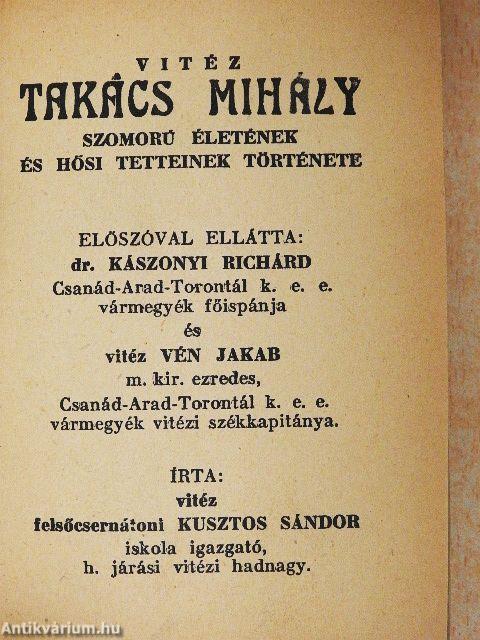 VITÉZ
TAKÁCS MIHÁLY
SZOMORÚ ÉLETÉNEK
ÉS HŐSI TETTEINEK TÖRTÉNETE
ELŐSZÓVAL ELLÁTTA:
dr. KÁSZONYI RICHÁRD
Csanád-Arad-Torontál k. e. e.
vármegyék főispánja
és
vitéz VÉN JAKAB
m. kir. ezredes,
Csanád-Arad-Torontál k. e. e.
vármegyék vitézi székkapitánya.
ÍRTA:
vitéz
felsőcsernátoni KUSZTOS SÁNDOR
iskola igazgató,
h. járási vitézi hadnagy.
Antikvárium.hu